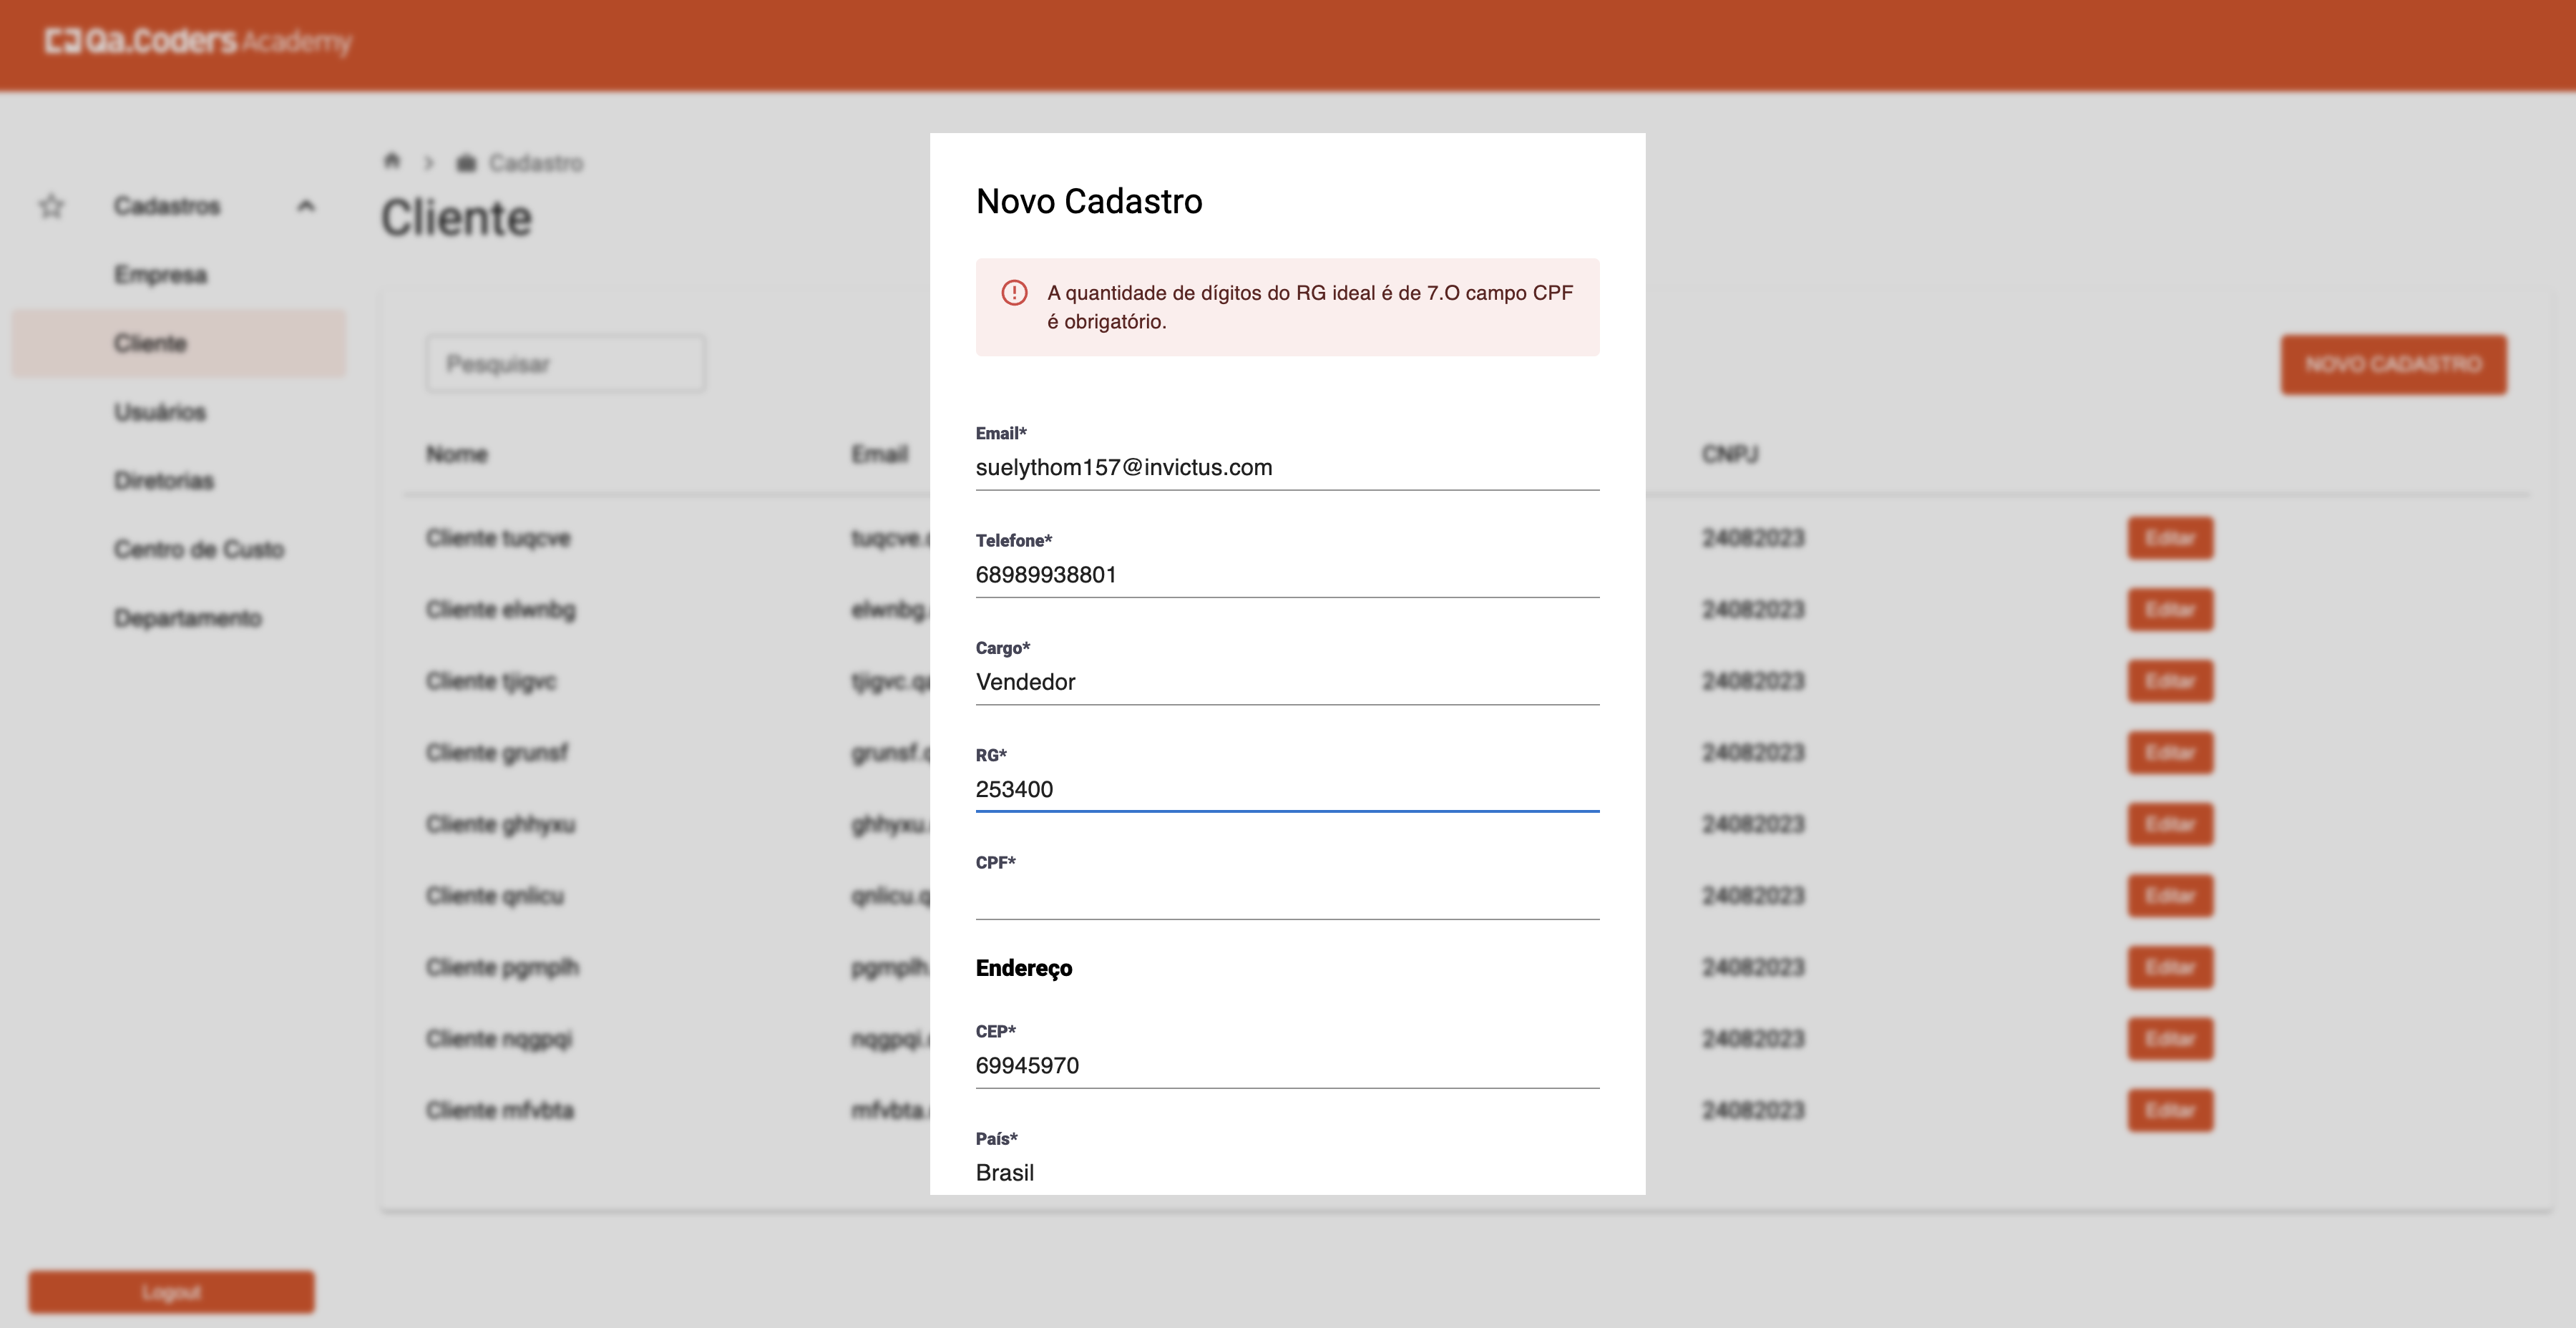 Qa.Coders Academy
Cadastro
Cliente
Cadastros
Empresa
Cliente
Usuários
Diretorias
Centro de Custo
Departamento
Logout
Pesquisar
NOVO CADASTRO
Nome Email CNPJ
Cliente tuqcve tuqcve. 24082023 Editar
Cliente elwnbg elwnbg. 24082023 Editar
Cliente tjigvc tjigvc.q 24082023 Editar
Cliente grunsf grunsf. 24082023 Editar
Cliente ghhyxu ghhyxu. 24082023 Editar
Cliente qnlicu qnlicu.q 24082023 Editar
Cliente pgmplh pgmplh. 24082023 Editar
Cliente nqgpqi nqgpqi. 24082023 Editar
Cliente mfvbta mfvbta. 24082023 Editar
Novo Cadastro
A quantidade de dígitos do RG ideal é de 7.O campo CPF
é obrigatório.
Email*
suelythom157@invictus.com
Telefone*
68989938801
Cargo*
Vendedor
RG*
253400
CPF*
Endereço
CEP*
69945970
País*
Brasil